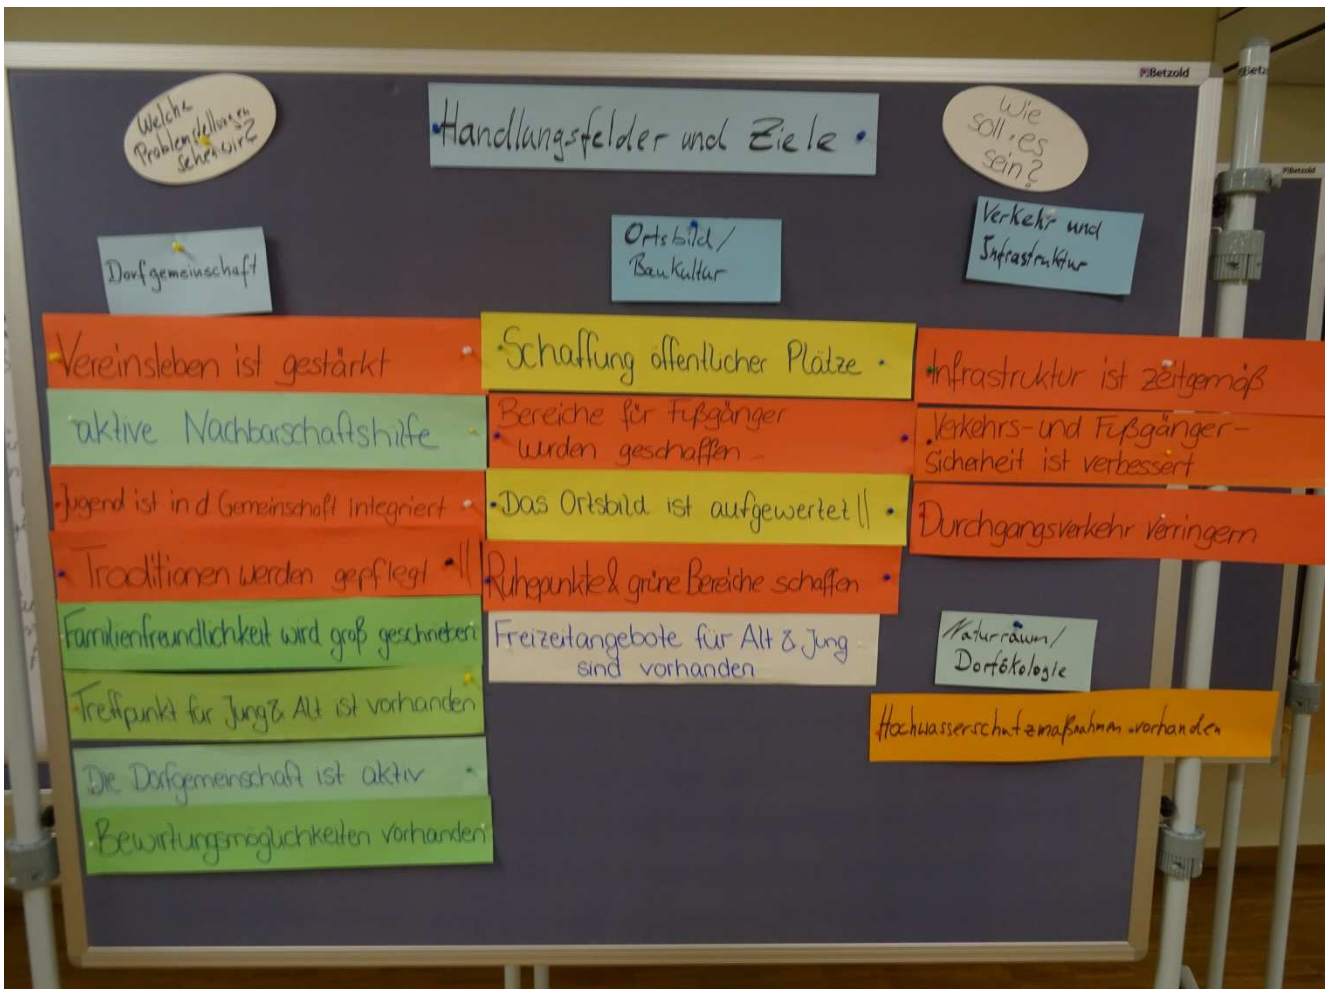 Betzold
Welche
Problemstellungen
sehen wir?
Handlungsfelder und Ziele
Wie
soll es
sein?
Betzold
Dorfgemeinschaft
Vereinsleben ist gestärkt
aktive Nachbarschaftshilfe
Jugend ist in d. Gemeinschaft integriert
Traditionen werden gepflegt ||
Familienfreundlichkeit wird groß geschrieben
Treffpunkt für Jung & Alt ist vorhanden
Die Dorfgemeinschaft ist aktiv
Bewirtungsmöglichkeiten vorhanden
Ortsbild/
Baukultur
Schaffung öffentlicher Plätze
Bereiche für Fußgänger
wurden geschaffen
Das Ortsbild ist aufgewertet ||
Ruhepunkte & grüne Bereiche schaffen
Freizeitangebote für Alt & Jung
sind vorhanden
Verkehr und
Infrastruktur
Infrastruktur ist zeitgemäß
Verkehrs- und Fußgänger-
sicherheit ist verbessert
Durchgangsverkehr verringern
Naturraum/
Dorfökologie
Hochwasserschutzmaßnahmen vorhanden